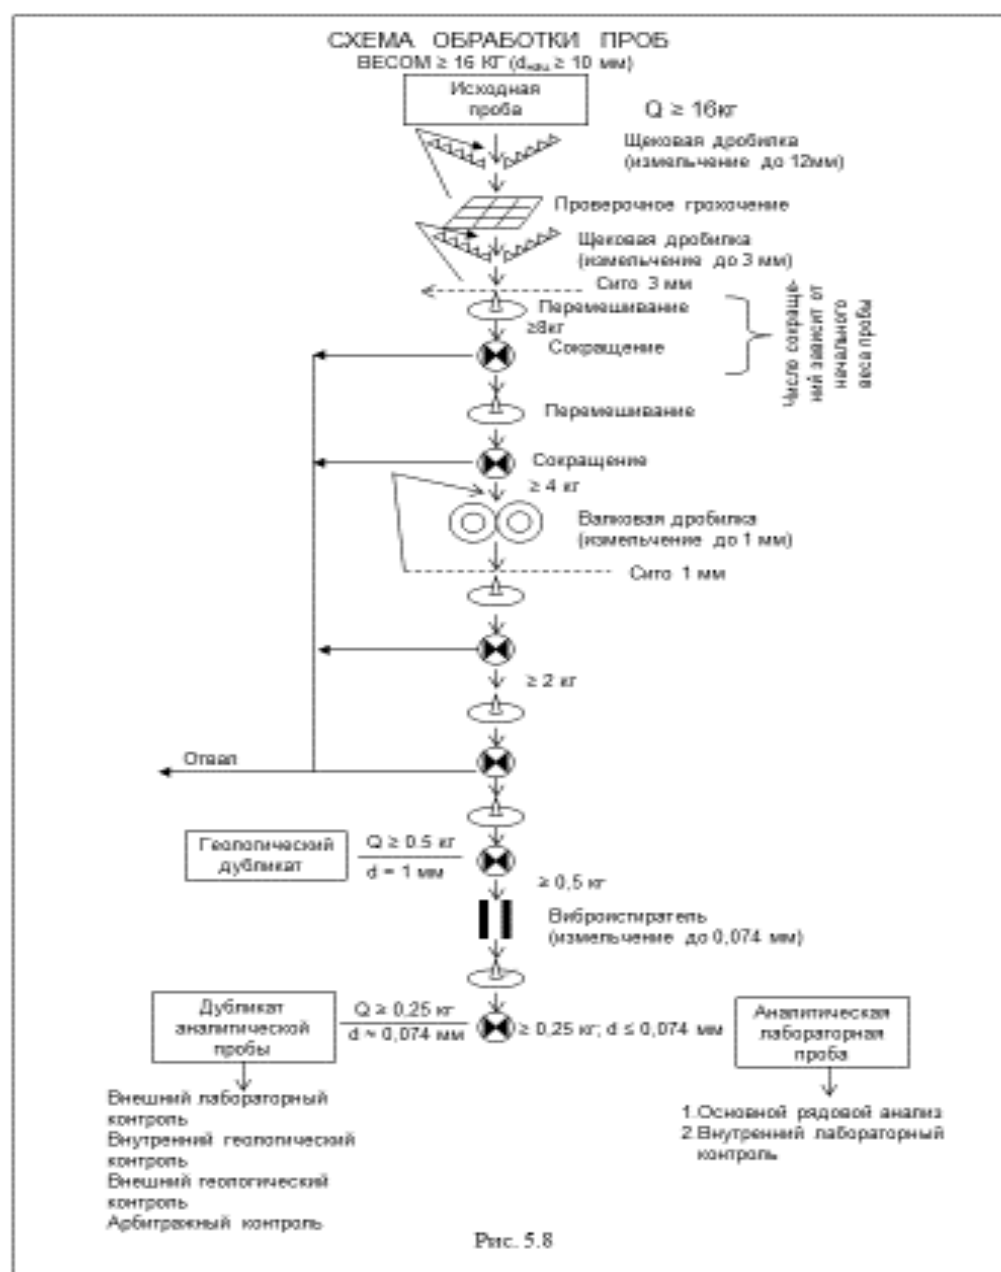 СХЕМА ОБРАБОТКИ ПРОБ
ВЕСОМ ≥ 16 КГ (dнач ≥ 10 мм)
Исходная
проба
Q ≥ 16кг
Щековая дробилка
(измельчение до 12мм)
Проверочное грохочение
Щековая дробилка
(измельчение до 3 мм)
Сито 3 мм
Перемешивание
≥8кг
Сокращение
Число сокраще-
ний зависит от
начального
веса пробы
Перемешивание
Сокращение
≥ 4 кг
Валковая дробилка
(измельчение до 1 мм)
Сито 1 мм
≥ 2 кг
Отвал
Геологический
дубликат
Q ≥ 0.5 кг
d = 1 мм
≥ 0,5 кг
Виброистиратель
(измельчение до 0,074 мм)
Дубликат
аналитической
пробы
Q ≥ 0,25 кг
d = 0,074 мм
≥ 0,25 кг; d ≤ 0,074 мм
Аналитическая
лабораторная
проба
Внешний лабораторный
контроль
Внутренний геологический
контроль
Внешний геологический
контроль
Арбитражный контроль
1.Основной рядовой анализ
2.Внутренний лабораторный
контроль
Рис. 5.8